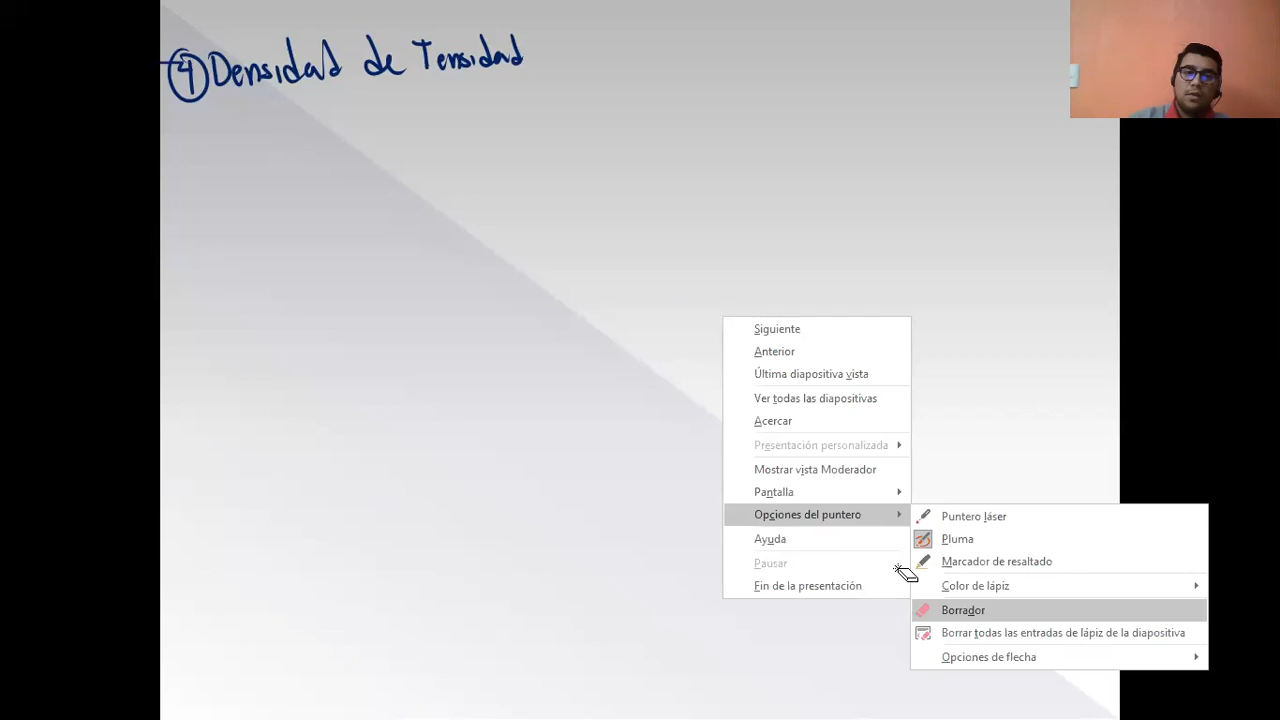 ④ Densidad de Tensidad
Siguiente
Anterior
Última diapositiva vista
Ver todas las diapositivas
Acercar
Presentación personalizada
Mostrar vista Moderador
Pantalla
Opciones del puntero
Ayuda
Pausar
Fin de la presentación
Puntero láser
Pluma
Marcador de resaltado
Color de lápiz
Borrador
Borrar todas las entradas de lápiz de la diapositiva
Opciones de flecha